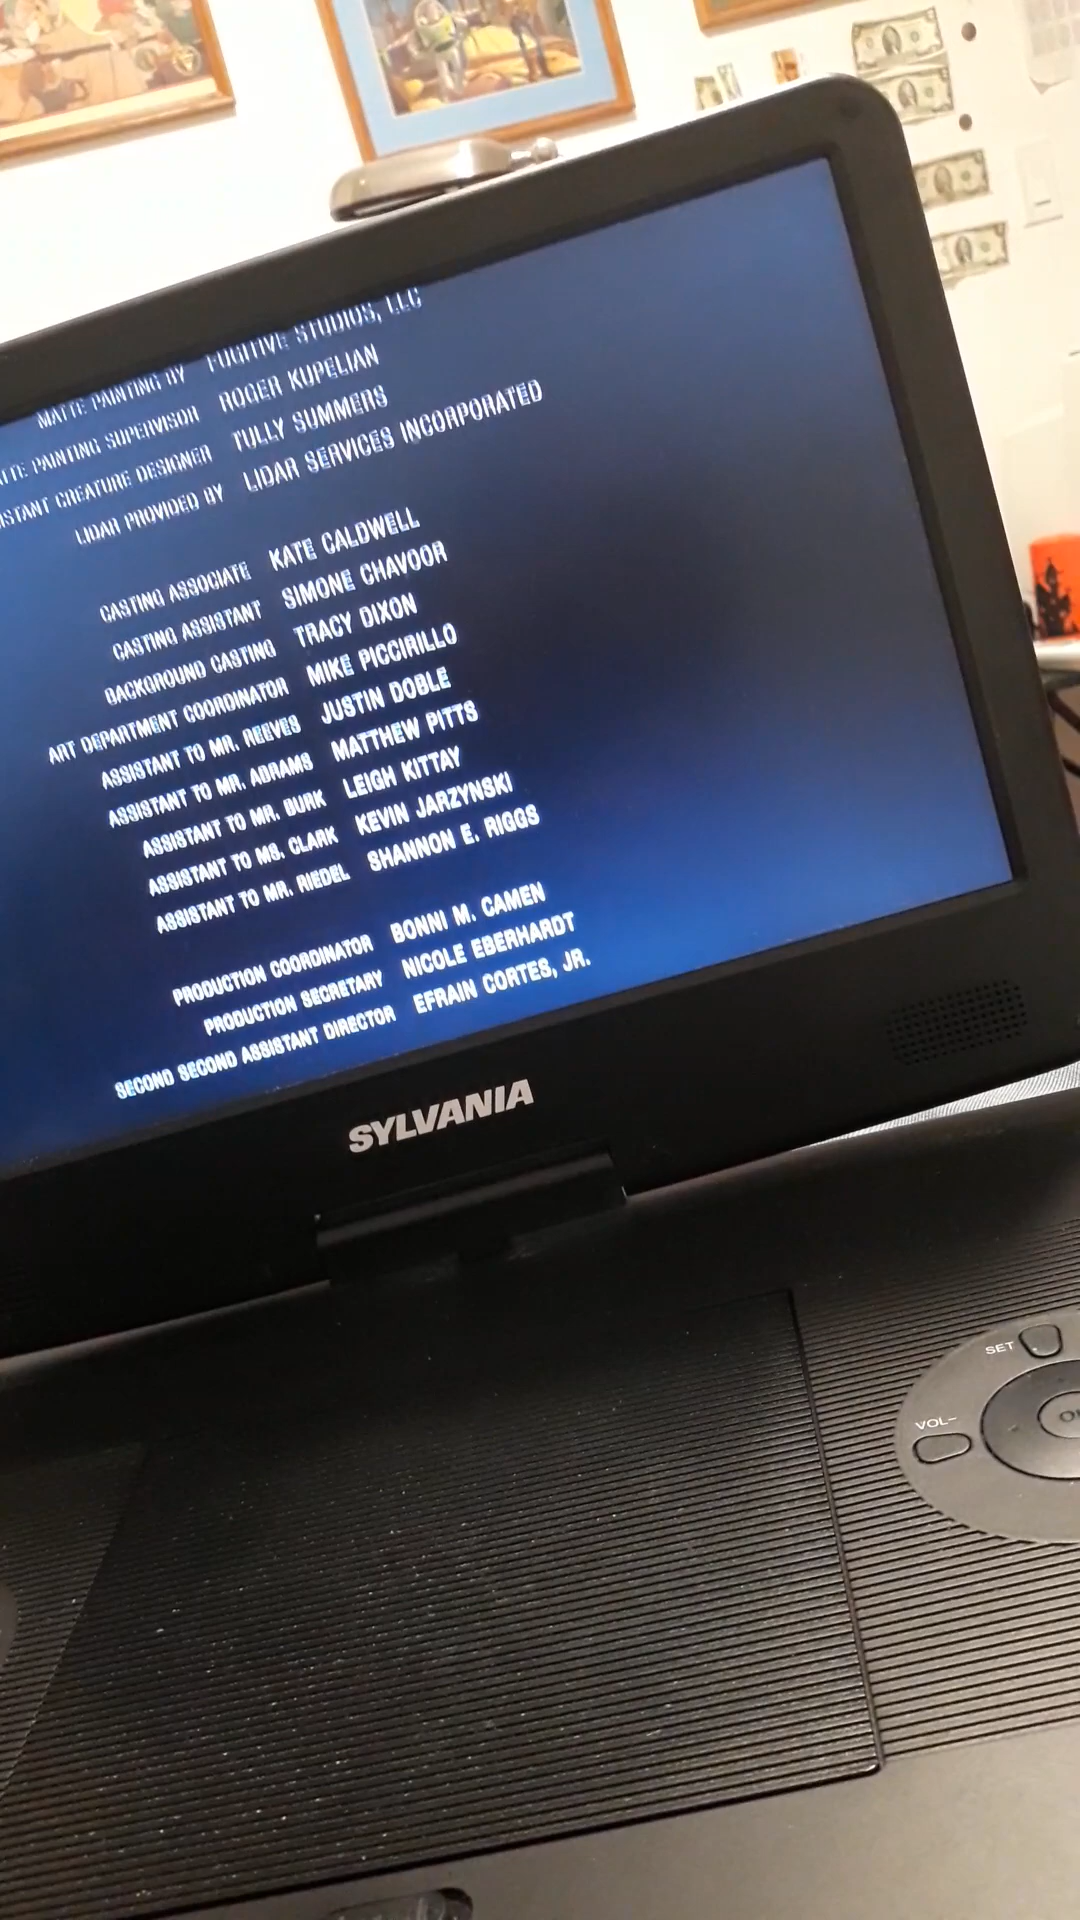 MATTE PAINTING BY FUGITIVE STUDIOS, LLC
PAINTING SUPERVISOR ROGER KUPELIAN
CREATURE DESIGNER TULLY SUMMERS
LIDAR PROVIDED BY LIDAR SERVICES INCORPORATED
CASTING ASSOCIATE KATE CALDWELL
CASTING ASSISTANT SIMONE CHAVOOR
BACKGROUND CASTING TRACY DIXON
ART DEPARTMENT COORDINATOR MIKE PICCIRILLO
ASSISTANT TO MR. REEVES JUSTIN DOBLE
ASSISTANT TO MR. ABRAMS MATTHEW PITTS
ASSISTANT TO MR. BURK LEIGH KITTAY
ASSISTANT TO MS. CLARK KEVIN JARZYNSKI
ASSISTANT TO MR. RIEDEL SHANNON E. RIGGS
PRODUCTION COORDINATOR BONNI M. CAMEN
PRODUCTION SECRETARY NICOLE EBERHARDT
SECOND SECOND ASSISTANT DIRECTOR EFRAIN CORTES, JR.
SYLVANIA
SET
VOL-